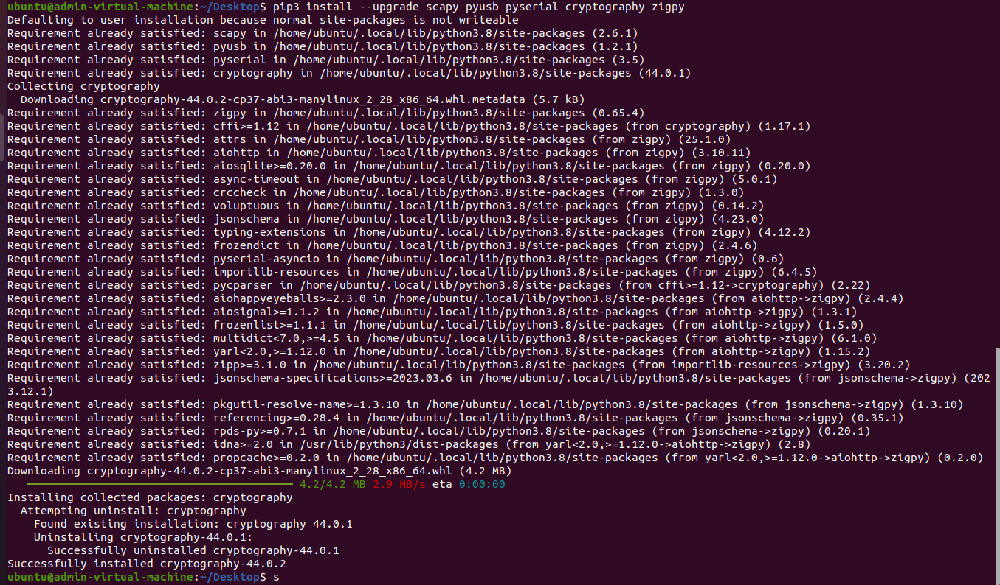 ubuntu@admin-virtual-machine:~/Desktop$ pip3 install --upgrade scapy pyusb pyserial cryptography zigpy
Defaulting to user installation because normal site-packages is not writeable
Requirement already satisfied: scapy in /home/ubuntu/.local/lib/python3.8/site-packages (2.6.1)
Requirement already satisfied: pyusb in /home/ubuntu/.local/lib/python3.8/site-packages (1.2.1)
Requirement already satisfied: pyserial in /home/ubuntu/.local/lib/python3.8/site-packages (3.5)
Requirement already satisfied: cryptography in /home/ubuntu/.local/lib/python3.8/site-packages (44.0.1)
Collecting cryptography
  Downloading cryptography-44.0.2-cp37-abi3-manylinux_2_28_x86_64.whl.metadata (5.7 kB)
Requirement already satisfied: zigpy in /home/ubuntu/.local/lib/python3.8/site-packages (0.65.4)
Requirement already satisfied: cffi>=1.12 in /home/ubuntu/.local/lib/python3.8/site-packages (from cryptography) (1.17.1)
Requirement already satisfied: attrs in /home/ubuntu/.local/lib/python3.8/site-packages (from zigpy) (25.1.0)
Requirement already satisfied: aiohttp in /home/ubuntu/.local/lib/python3.8/site-packages (from zigpy) (3.10.11)
Requirement already satisfied: aiosqlite>=0.20.0 in /home/ubuntu/.local/lib/python3.8/site-packages (from zigpy) (0.20.0)
Requirement already satisfied: async-timeout in /home/ubuntu/.local/lib/python3.8/site-packages (from zigpy) (5.0.1)
Requirement already satisfied: crccheck in /home/ubuntu/.local/lib/python3.8/site-packages (from zigpy) (1.3.0)
Requirement already satisfied: voluptuous in /home/ubuntu/.local/lib/python3.8/site-packages (from zigpy) (0.14.2)
Requirement already satisfied: jsonschema in /home/ubuntu/.local/lib/python3.8/site-packages (from zigpy) (4.23.0)
Requirement already satisfied: typing-extensions in /home/ubuntu/.local/lib/python3.8/site-packages (from zigpy) (4.12.2)
Requirement already satisfied: frozendict in /home/ubuntu/.local/lib/python3.8/site-packages (from zigpy) (2.4.6)
Requirement already satisfied: pyserial-asyncio in /home/ubuntu/.local/lib/python3.8/site-packages (from zigpy) (0.6)
Requirement already satisfied: importlib-resources in /home/ubuntu/.local/lib/python3.8/site-packages (from zigpy) (6.4.5)
Requirement already satisfied: pycparser in /home/ubuntu/.local/lib/python3.8/site-packages (from cffi>=1.12->cryptography) (2.22)
Requirement already satisfied: aiohappyeyeballs>=2.3.0 in /home/ubuntu/.local/lib/python3.8/site-packages (from aiohttp->zigpy) (2.4.4)
Requirement already satisfied: aiosignal>=1.1.2 in /home/ubuntu/.local/lib/python3.8/site-packages (from aiohttp->zigpy) (1.3.1)
Requirement already satisfied: frozenlist>=1.1.1 in /home/ubuntu/.local/lib/python3.8/site-packages (from aiohttp->zigpy) (1.5.0)
Requirement already satisfied: multidict<7.0,>=4.5 in /home/ubuntu/.local/lib/python3.8/site-packages (from aiohttp->zigpy) (6.1.0)
Requirement already satisfied: yarl<2.0,>=1.12.0 in /home/ubuntu/.local/lib/python3.8/site-packages (from aiohttp->zigpy) (1.15.2)
Requirement already satisfied: zipp>=3.1.0 in /home/ubuntu/.local/lib/python3.8/site-packages (from importlib-resources->zigpy) (3.20.2)
Requirement already satisfied: jsonschema-specifications>=2023.03.6 in /home/ubuntu/.local/lib/python3.8/site-packages (from jsonschema->zigpy) (202
3.12.1)
Requirement already satisfied: pkgutil-resolve-name>=1.3.10 in /home/ubuntu/.local/lib/python3.8/site-packages (from jsonschema->zigpy) (1.3.10)
Requirement already satisfied: referencing>=0.28.4 in /home/ubuntu/.local/lib/python3.8/site-packages (from jsonschema->zigpy) (0.35.1)
Requirement already satisfied: rpds-py>=0.7.1 in /home/ubuntu/.local/lib/python3.8/site-packages (from jsonschema->zigpy) (0.20.1)
Requirement already satisfied: idna>=2.0 in /usr/lib/python3/dist-packages (from yarl<2.0,>=1.12.0->aiohttp->zigpy) (2.8)
Requirement already satisfied: propcache>=0.2.0 in /home/ubuntu/.local/lib/python3.8/site-packages (from yarl<2.0,>=1.12.0->aiohttp->zigpy) (0.2.0)
Downloading cryptography-44.0.2-cp37-abi3-manylinux_2_28_x86_64.whl (4.2 MB)
4.2/4.2 MB 2.9 MB/s eta 0:00:00
Installing collected packages: cryptography
  Attempting uninstall: cryptography
    Found existing installation: cryptography 44.0.1
    Uninstalling cryptography-44.0.1:
      Successfully uninstalled cryptography-44.0.1
Successfully installed cryptography-44.0.2
ubuntu@admin-virtual-machine:~/Desktop$ s